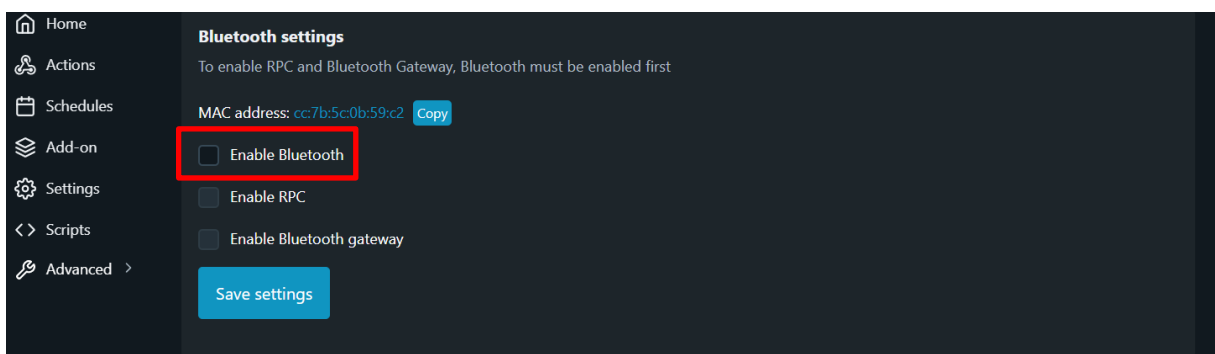 Home
Actions
Schedules
Add-on
Settings
Scripts
Advanced
Bluetooth settings
To enable RPC and Bluetooth Gateway, Bluetooth must be enabled first
MAC address: cc:7b:5c:0b:59:c2 Copy
Enable Bluetooth
Enable RPC
Enable Bluetooth gateway
Save settings